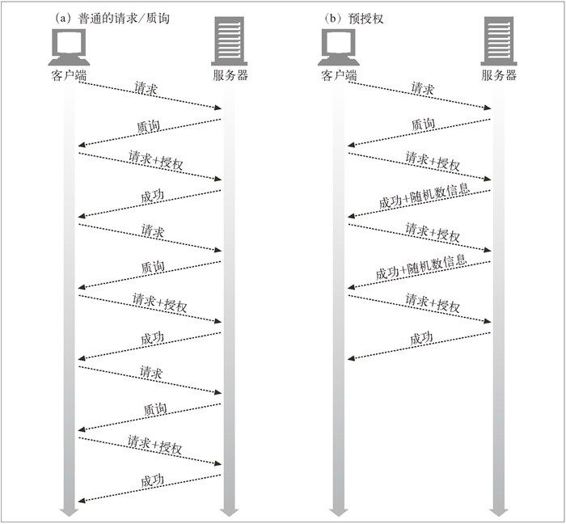 (a) 普通的请求/质询
客户端
服务器
请求
质询
请求+授权
成功
请求
质询
请求+授权
成功
请求
质询
请求+授权
成功
(b) 预授权
客户端
服务器
请求
质询
请求+授权
成功+随机数信息
请求+授权
成功+随机数信息
请求+授权
成功